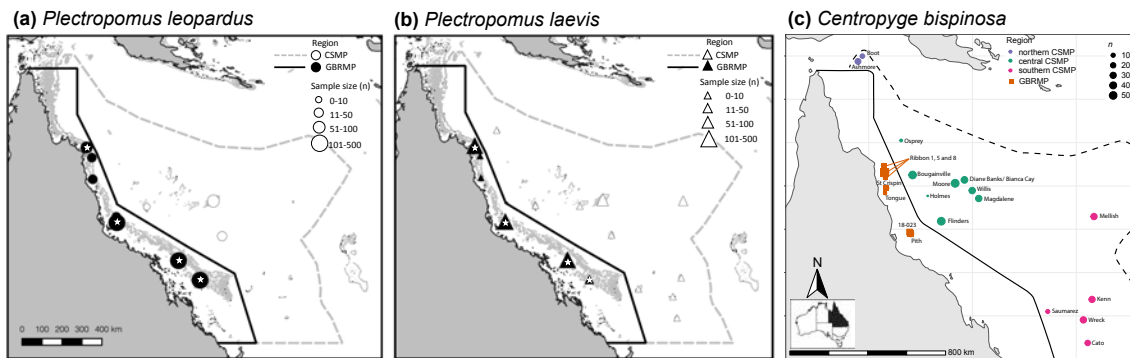 (a) Plectropomus leopardus
Region
CSMP
GBRMP
Sample size (n)
0-10
11-50
51-100
101-500
0 100 200 300 400 km
(b) Plectropomus laevis
Region
CSMP
GBRMP
Sample size (n)
0-10
11-50
51-100
101-500
(c) Centropyge bispinosa
Region
northern CSMP
central CSMP
southern CSMP
GBRMP
n
10
20
30
40
50
Boot
Ashmore
Osprey
Ribbon 1, 5 and 8
Bougainville
St Crispin
Diane Banks/ Bianca Cay
Moore
Willis
Tongue
Holmes
Magdalene
Mellish
Flinders
18-023
Pith
N
Kenn
Saumarez
Wreck
Cato
800 km